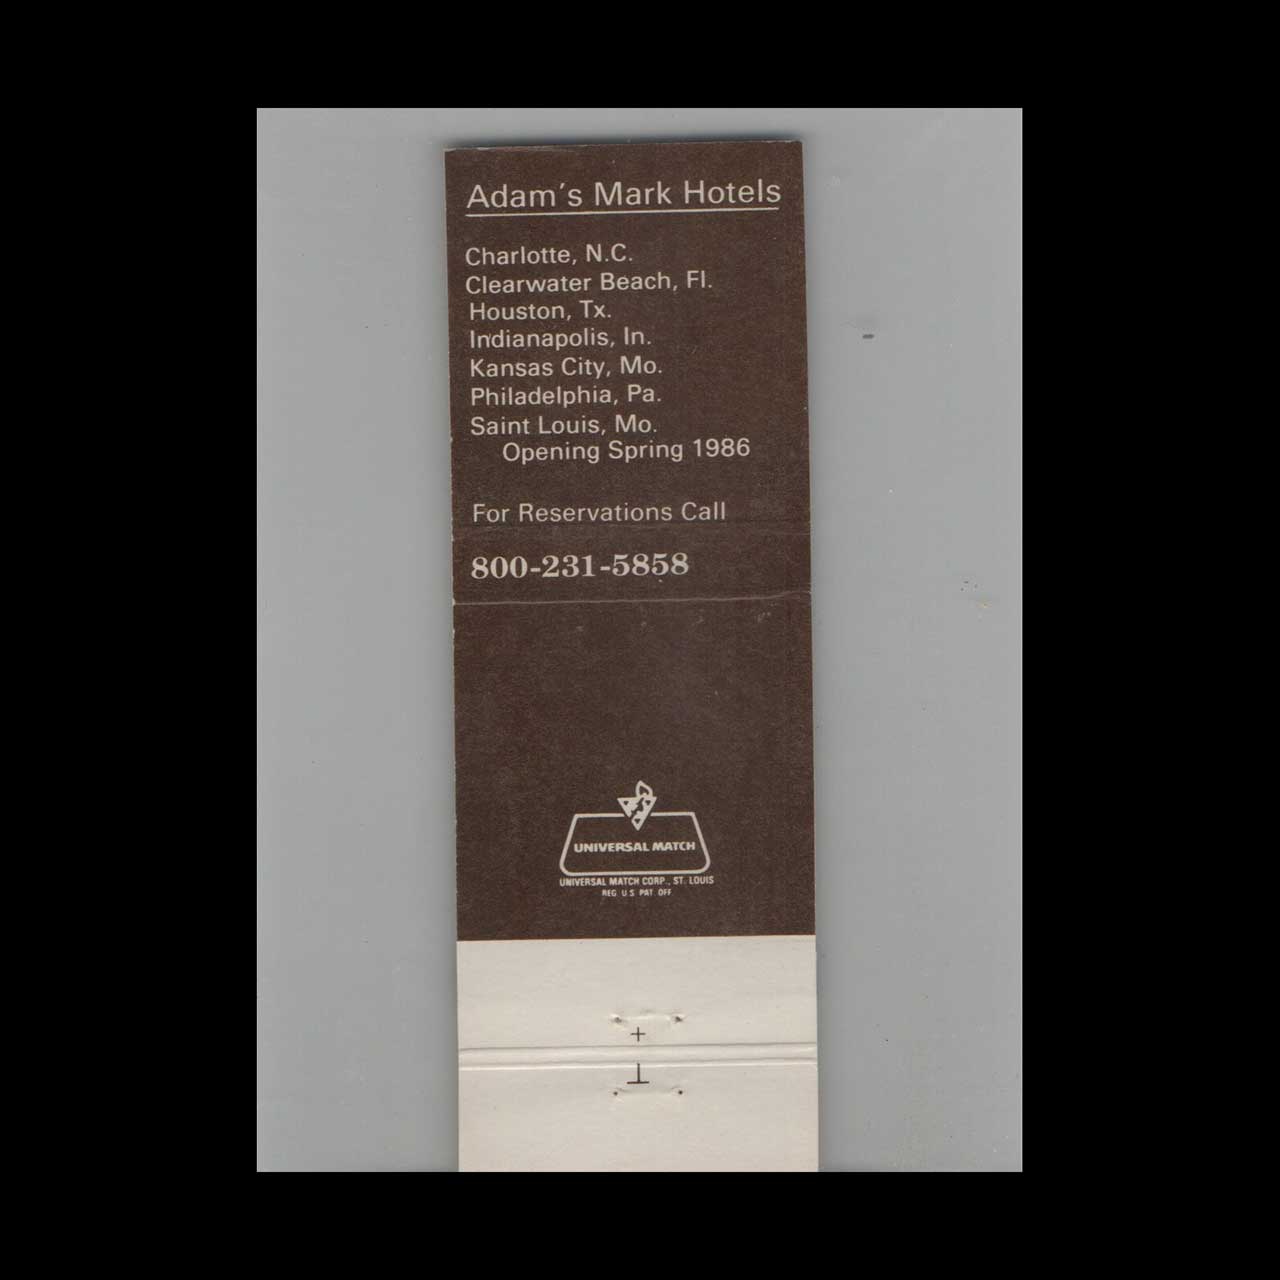 Adam's Mark Hotels
Charlotte, N.C.
Clearwater Beach, Fl.
Houston, Tx.
Indianapolis, In.
Kansas City, Mo.
Philadelphia, Pa.
Saint Louis, Mo.
Opening Spring 1986
For Reservations Call
800-231-5858
UNIVERSAL MATCH
UNIVERSAL MATCH CORP., ST. LOUIS
REG. U.S. PAT. OFF